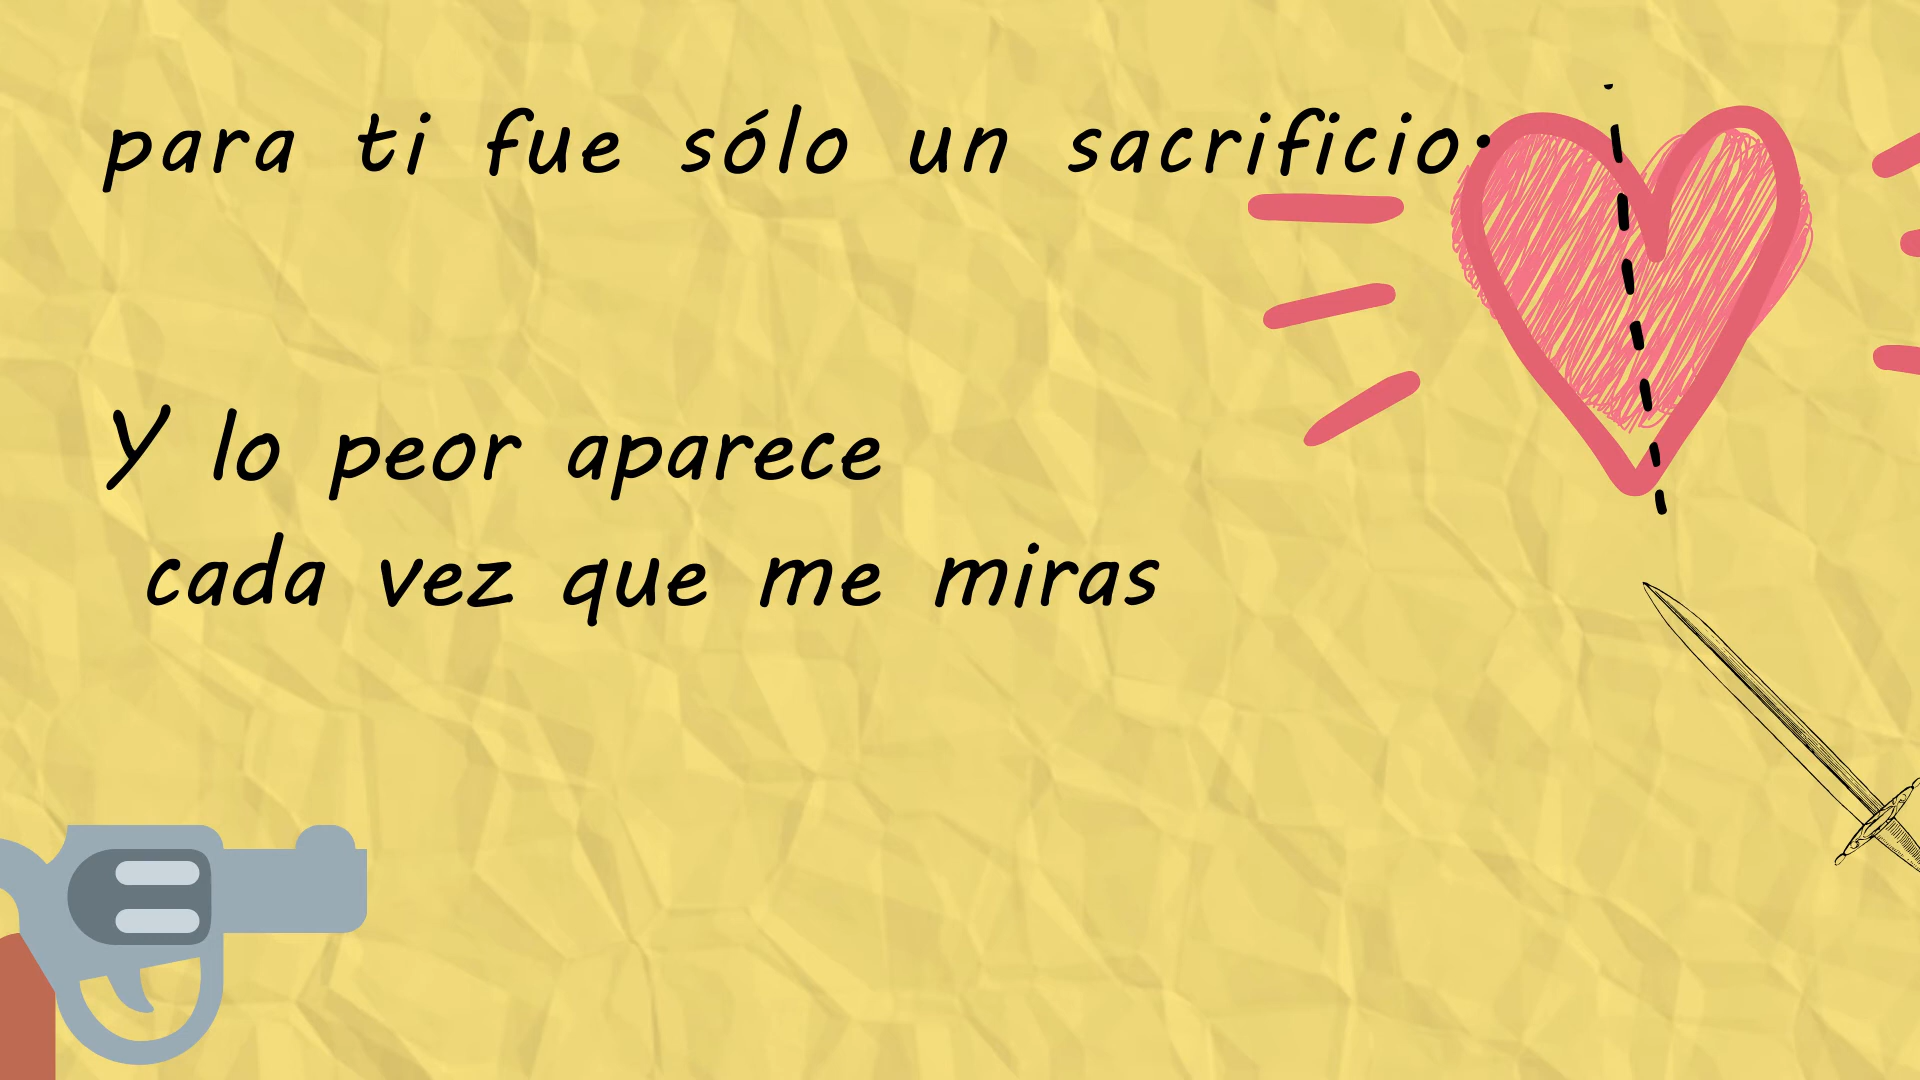 para ti fue sólo un sacrificio.
Y lo peor aparece
cada vez que me miras